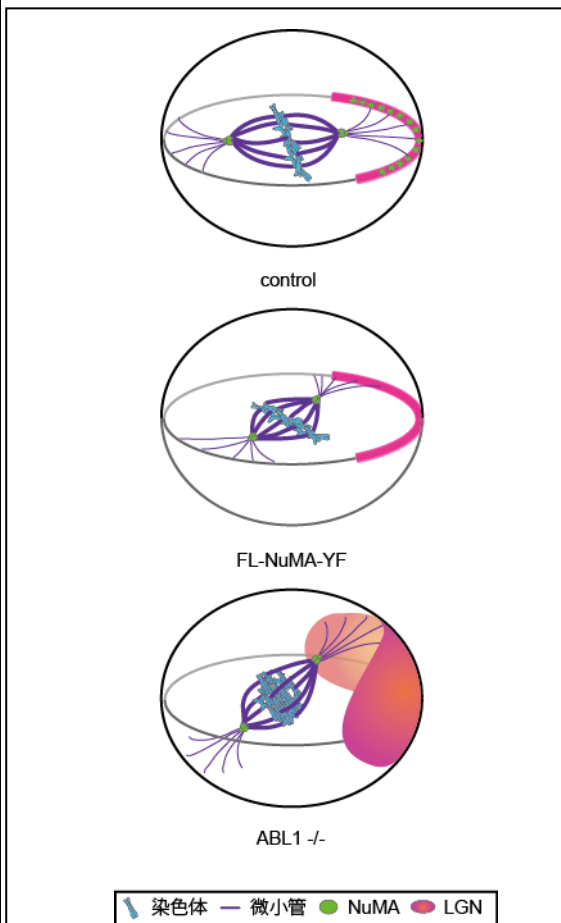 control
FL-NuMA-YF
ABL1 -/-
染色体 微小管 NuMA LGN